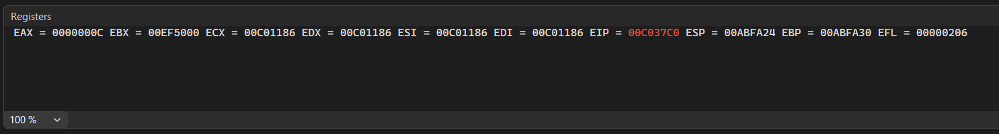 Registers
EAX = 0000000C EBX = 00EF5000 ECX = 00C01186 EDX = 00C01186 ESI = 00C01186 EDI = 00C01186 EIP = 00C037C0 ESP = 00ABFA24 EBP = 00ABFA30 EFL = 00000206
100 %